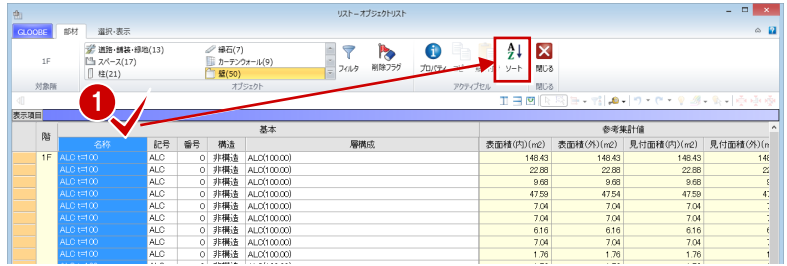 リスト－オブジェクトリスト
GLOOBE 部材 選択・表示
道路・舗装・緑地(13) 縁石(7)
1F スペース(17) カーテンウォール(9) フィルタ 削除フラグ プロパティ コピー ソート 閉じる
柱(21) 壁(50)
対象階 オブジェクト アクティブセル 閉じる
1
表示項目
階 基本 参考集計値
名称 記号 番号 構造 層構成 表面積(内)(m2) 表面積(外)(m2) 見付面積(内)(m2) 見付面積(外)(m
1F ALC t=100 ALC 0 非構造 ALC(100.00) 148.43 148.43 148.43 148
ALC t=100 ALC 0 非構造 ALC(100.00) 22.88 22.88 22.88 22
ALC t=100 ALC 0 非構造 ALC(100.00) 9.68 9.68 9.68
ALC t=100 ALC 0 非構造 ALC(100.00) 47.59 47.54 47.59 47
ALC t=100 ALC 0 非構造 ALC(100.00) 7.04 7.04 7.04
ALC t=100 ALC 0 非構造 ALC(100.00) 7.04 7.04 7.04
ALC t=100 ALC 0 非構造 ALC(100.00) 6.16 6.16 6.16
ALC t=100 ALC 0 非構造 ALC(100.00) 7.04 7.04 7.04
ALC t=100 ALC 0 非構造 ALC(100.00) 1.76 1.76 1.76